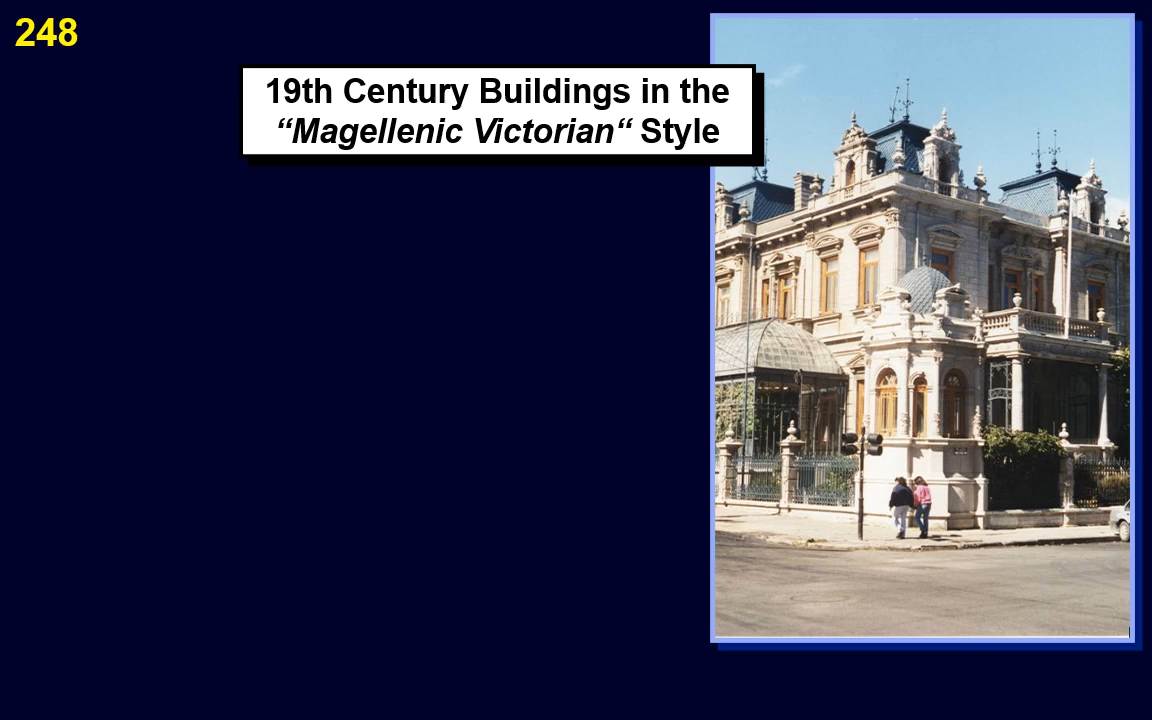 248
19th Century Buildings in the
“Magellenic Victorian“ Style